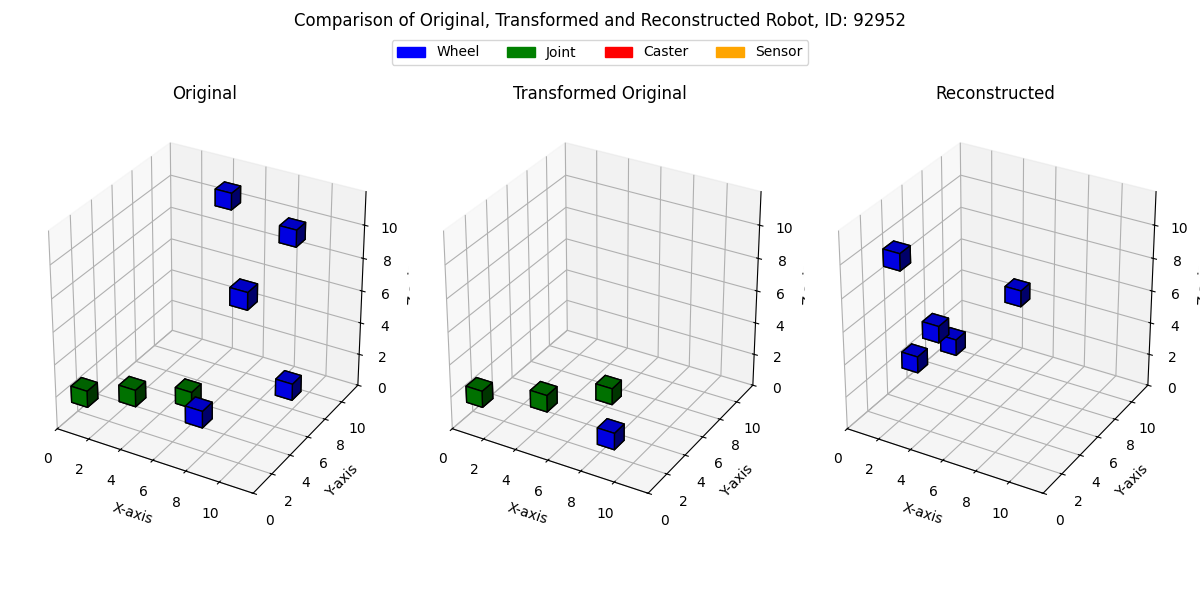 Comparison of Original, Transformed and Reconstructed Robot, ID: 92952
Wheel Joint Caster Sensor
Original Transformed Original Reconstructed
10 10 10
8 8 8
6 6 6
4 4 4
2 2 2
0 0 0
0 2 4 6 8 10 0 2 4 6 8 10 0 2 4 6 8 10
0 2 4 6 8 10 0 2 4 6 8 10 0 2 4 6 8 10
X-axis Y-axis X-axis Y-axis X-axis Y-axis